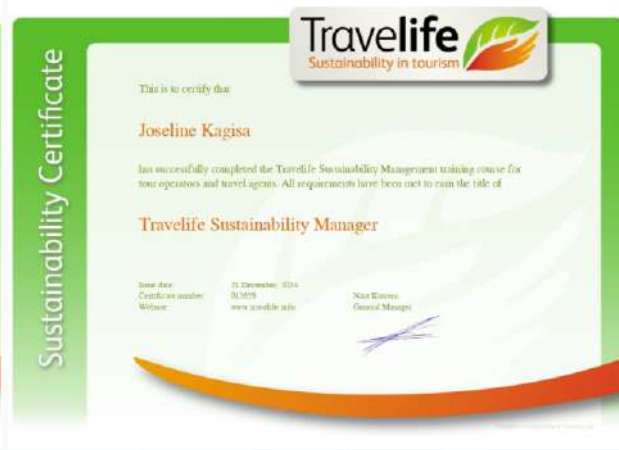 Travelife
Sustainability in tourism
Sustainability Certificate
This is to certify that
Joseline Kagisa
has successfully completed the Travelife Sustainability Management training course for
tour operators and travel agents. All requirements have been met to earn the title of
Travelife Sustainability Manager
Issue date: December,
Certificate number:
Website: www.travelife.info
General Manager